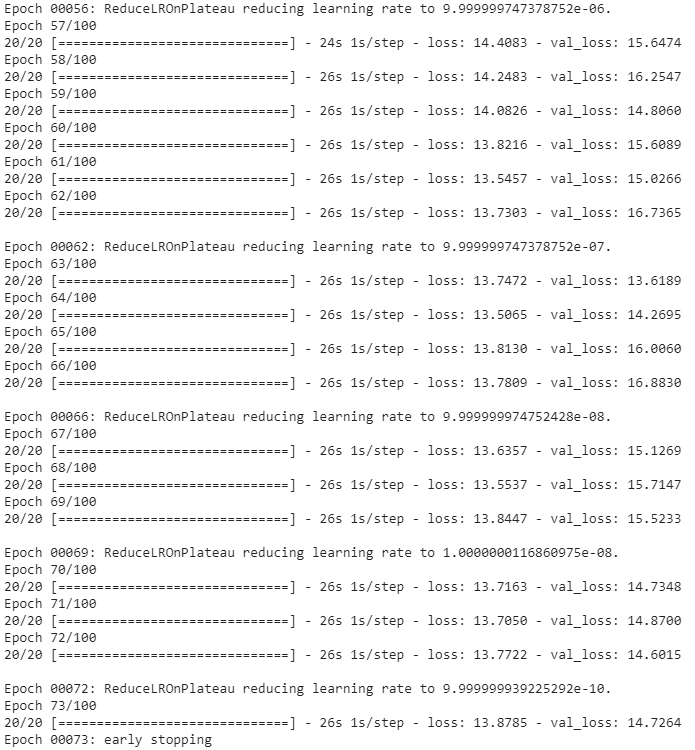 Epoch 00056: ReduceLROnPlateau reducing learning rate to 9.999999747378752e-06.
Epoch 57/100
20/20 [==============================] - 24s 1s/step - loss: 14.4083 - val_loss: 15.6474
Epoch 58/100
20/20 [==============================] - 26s 1s/step - loss: 14.2483 - val_loss: 16.2547
Epoch 59/100
20/20 [==============================] - 26s 1s/step - loss: 14.0826 - val_loss: 14.8060
Epoch 60/100
20/20 [==============================] - 26s 1s/step - loss: 13.8216 - val_loss: 15.6089
Epoch 61/100
20/20 [==============================] - 26s 1s/step - loss: 13.5457 - val_loss: 15.0266
Epoch 62/100
20/20 [==============================] - 26s 1s/step - loss: 13.7303 - val_loss: 16.7365
Epoch 00062: ReduceLROnPlateau reducing learning rate to 9.999999747378752e-07.
Epoch 63/100
20/20 [==============================] - 26s 1s/step - loss: 13.7472 - val_loss: 13.6189
Epoch 64/100
20/20 [==============================] - 26s 1s/step - loss: 13.5065 - val_loss: 14.2695
Epoch 65/100
20/20 [==============================] - 26s 1s/step - loss: 13.8130 - val_loss: 16.0060
Epoch 66/100
20/20 [==============================] - 26s 1s/step - loss: 13.7809 - val_loss: 16.8830
Epoch 00066: ReduceLROnPlateau reducing learning rate to 9.999999974752428e-08.
Epoch 67/100
20/20 [==============================] - 26s 1s/step - loss: 13.6357 - val_loss: 15.1269
Epoch 68/100
20/20 [==============================] - 26s 1s/step - loss: 13.5537 - val_loss: 15.7147
Epoch 69/100
20/20 [==============================] - 26s 1s/step - loss: 13.8447 - val_loss: 15.5233
Epoch 00069: ReduceLROnPlateau reducing learning rate to 1.0000000116860975e-08.
Epoch 70/100
20/20 [==============================] - 26s 1s/step - loss: 13.7163 - val_loss: 14.7348
Epoch 71/100
20/20 [==============================] - 26s 1s/step - loss: 13.7050 - val_loss: 14.8700
Epoch 72/100
20/20 [==============================] - 26s 1s/step - loss: 13.7722 - val_loss: 14.6015
Epoch 00072: ReduceLROnPlateau reducing learning rate to 9.999999939225292e-10.
Epoch 73/100
20/20 [==============================] - 26s 1s/step - loss: 13.8785 - val_loss: 14.7264
Epoch 00073: early stopping